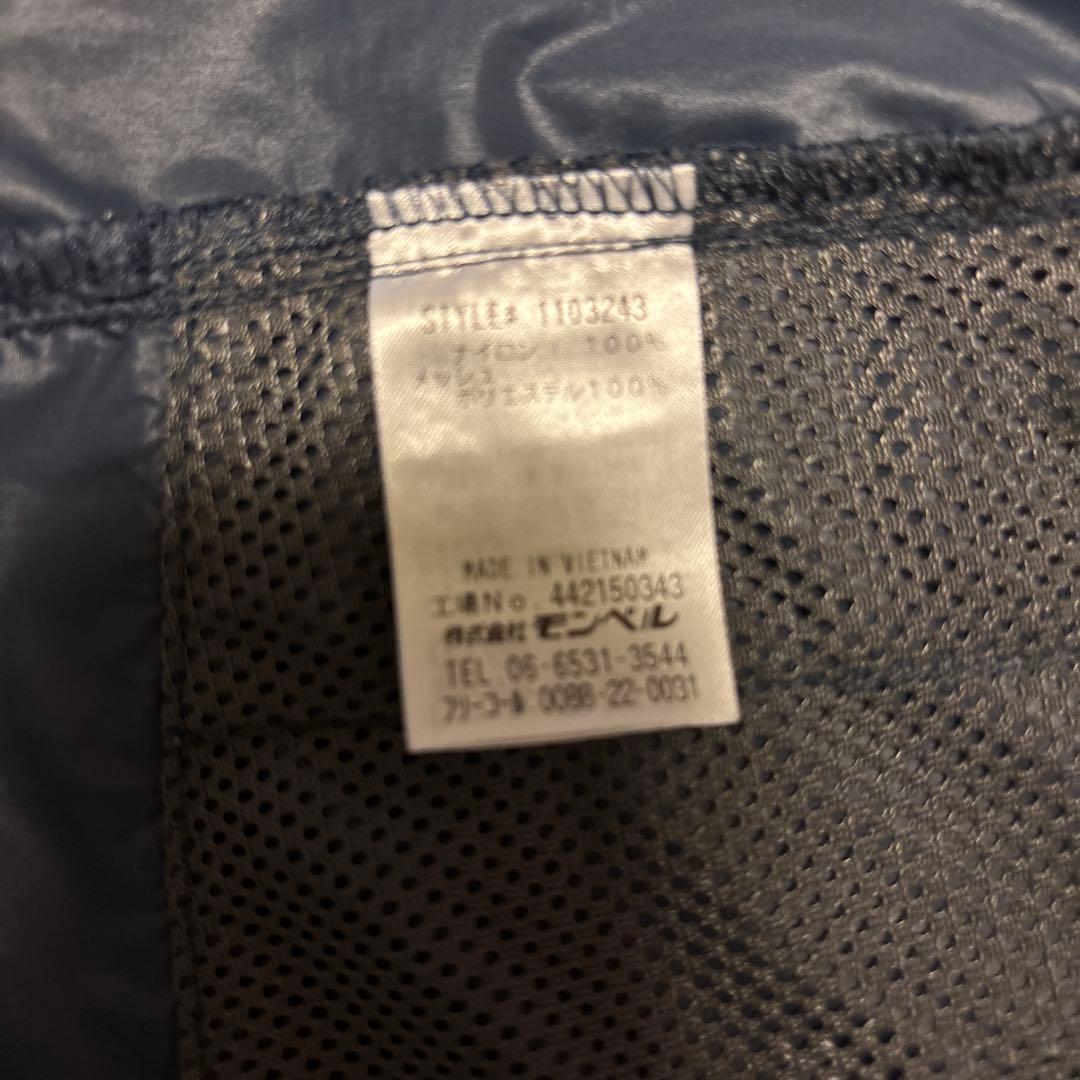 STYLE# 1103243
ナイロン 100%
メッシュ
ポリエステル100%
MADE IN VIETNAM
工場No. 442150343
株式会社 モンベル
TEL 06-6531-3544
フリーコール 0088-22-0031